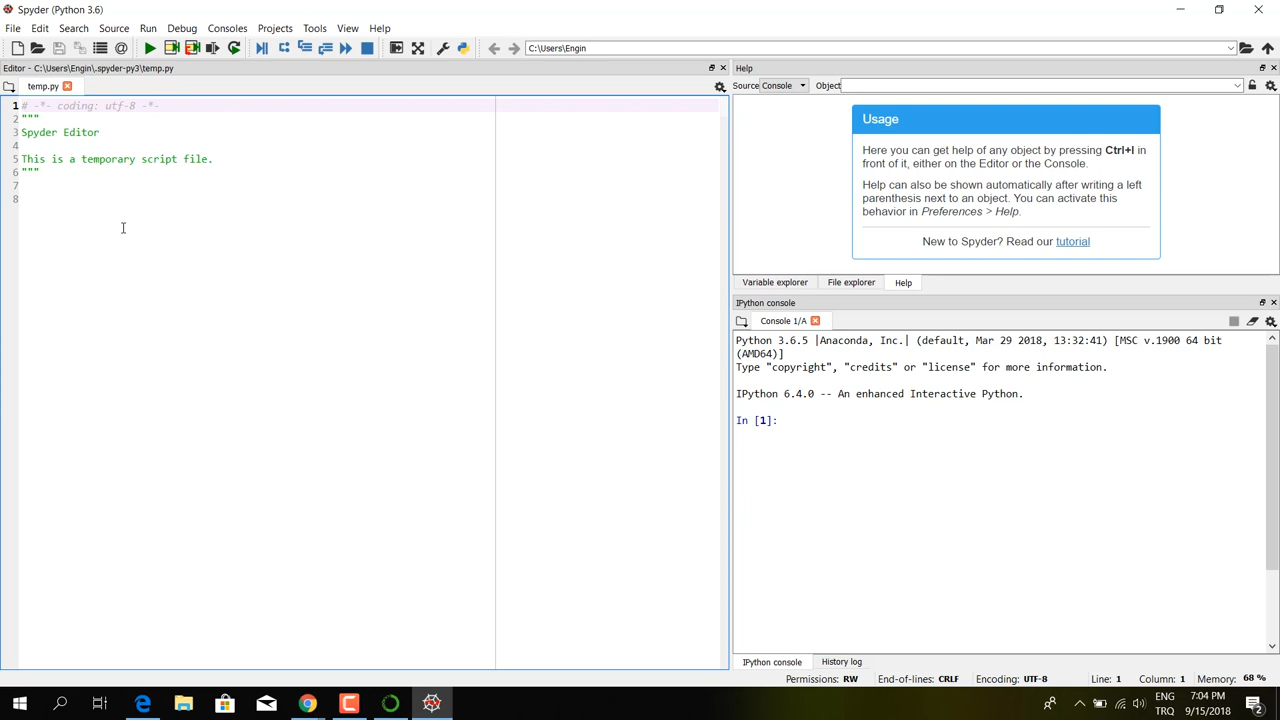 Spyder (Python 3.6)
File Edit Search Source Run Debug Consoles Projects Tools View Help
C:\Users\Engin
Editor - C:\Users\Engin\.spyder-py3\temp.py
temp.py
1 # -*- coding: utf-8 -*-
2 """
3 Spyder Editor
4
5 This is a temporary script file.
6 """
7
8
Help
Source Console Object
Usage
Here you can get help of any object by pressing Ctrl+I in
front of it, either on the Editor or the Console.
Help can also be shown automatically after writing a left
parenthesis next to an object. You can activate this
behavior in Preferences > Help.
New to Spyder? Read our tutorial
Variable explorer File explorer Help
IPython console
Console 1/A
Python 3.6.5 |Anaconda, Inc.| (default, Mar 29 2018, 13:32:41) [MSC v.1900 64 bit
(AMD64)]
Type "copyright", "credits" or "license" for more information.
IPython 6.4.0 -- An enhanced Interactive Python.
In [1]:
IPython console History log
Permissions: RW End-of-lines: CRLF Encoding: UTF-8 Line: 1 Column: 1 Memory: 68 %
ENG 7:04 PM
TRQ 9/15/2018 2